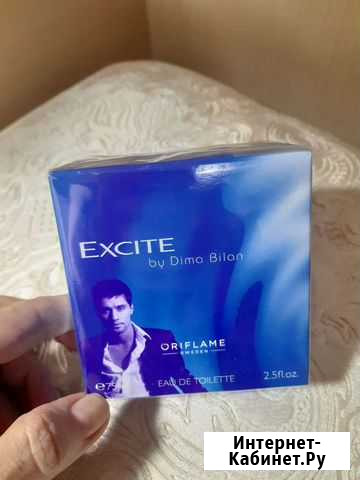 EXCITE
by Dima Bilan
ORIFLAME
SWEDEN
EAU DE TOILETTE
2.5fl.oz.
Интернет-
Кабинет.Ру